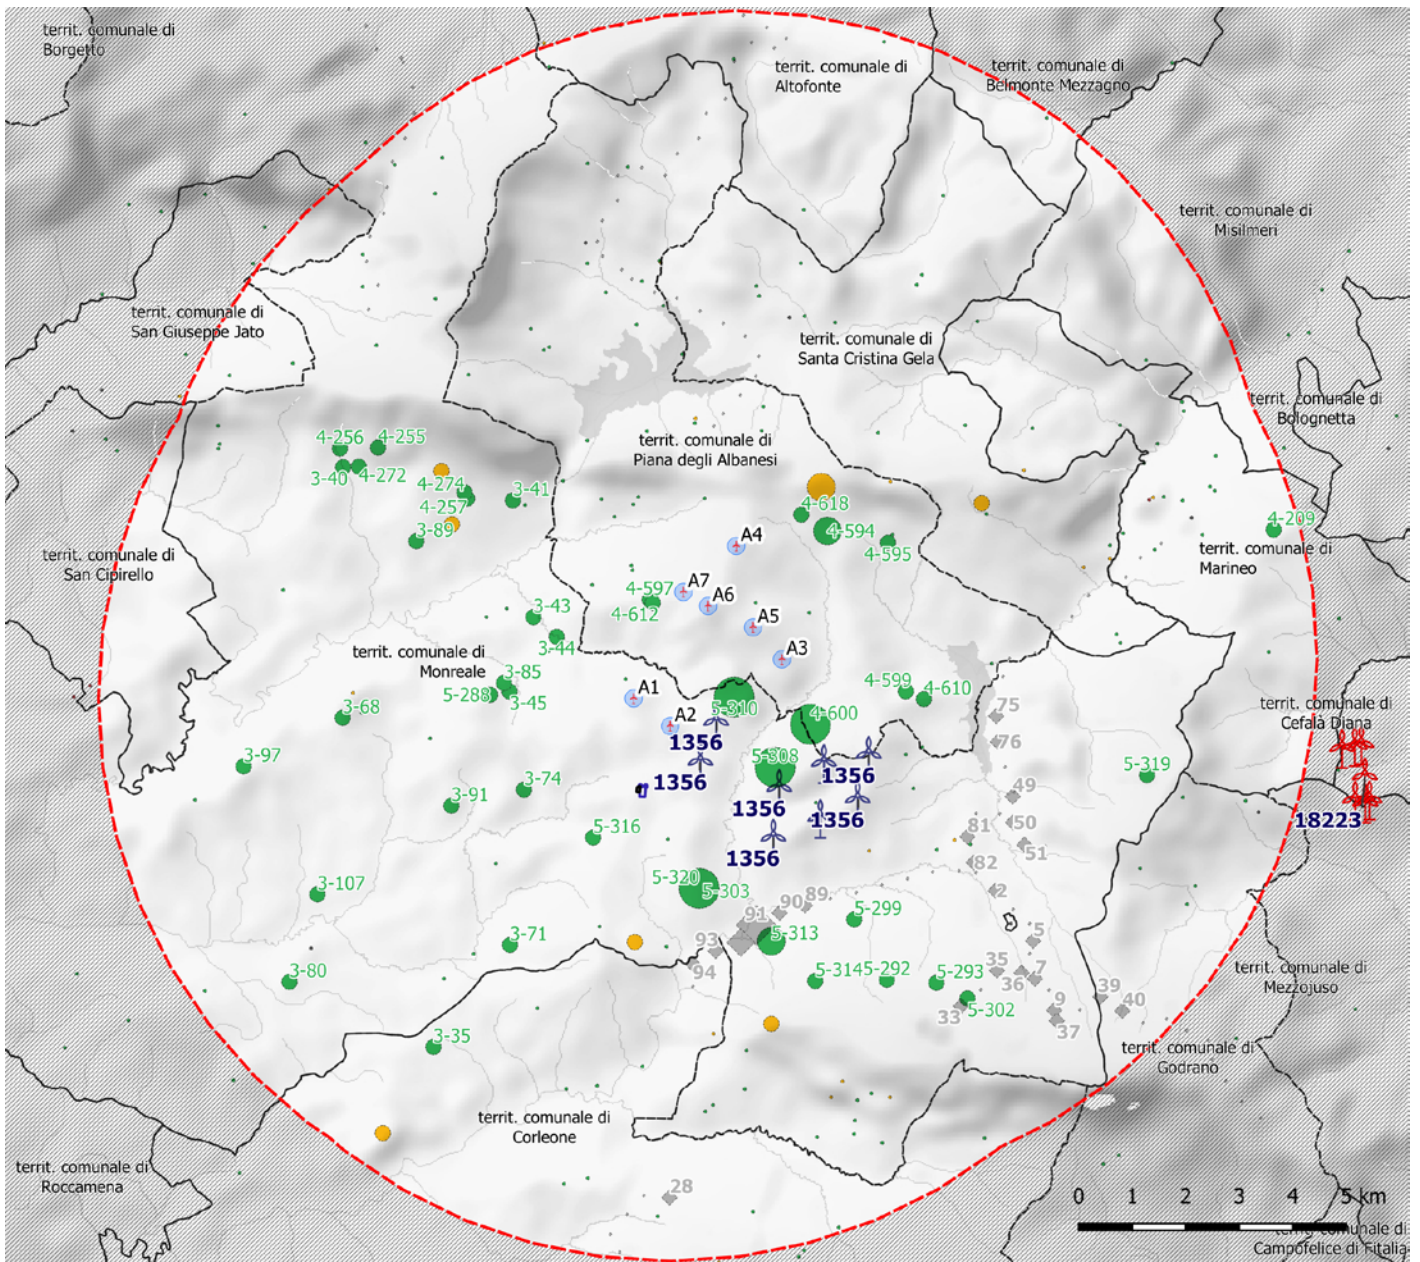 territ. comunale di
Borgetto
territ. comunale di
Altofonte
territ. comunale di
Belmonte Mezzagno
territ. comunale di
Misilmeri
territ. comunale di
San Giuseppe Jato
territ. comunale di
Santa Cristina Gela
territ. comunale di
Bolognetta
4-256
4-255
territ. comunale di
Piana degli Albanesi
3-40
4-272
4-274
4-257
3-41
4-618
4-594
4-595
4-209
3-89
territ. comunale di
San Cipirello
A4
territ. comunale di
Marineo
A7
4-597
A6
4-612
3-43
A5
3-44
territ. comunale di
Monreale
A3
3-85
5-288
3-45
A1
4-599
4-610
3-68
5-310
4-600
75
territ. comunale di
Cefalà Diana
A2
1356
76
3-97
5-308
5-319
1356
1356
3-74
49
3-91
1356
1356
18223
5-316
81
50
51
1356
82
5-320
5-303
3-107
2
90
89
91
5-299
5
3-71
93
5-313
94
5-314
5-292
5-293
35
7
36
territ. comunale di
Mezzojuso
3-80
39
40
9
33
5-302
37
3-35
territ. comunale di
Godrano
territ. comunale di
Corleone
territ. comunale di
Roccamena
28
0 1 2 3 4 5 km
territ. comunale di
Campofelice di Fitalia